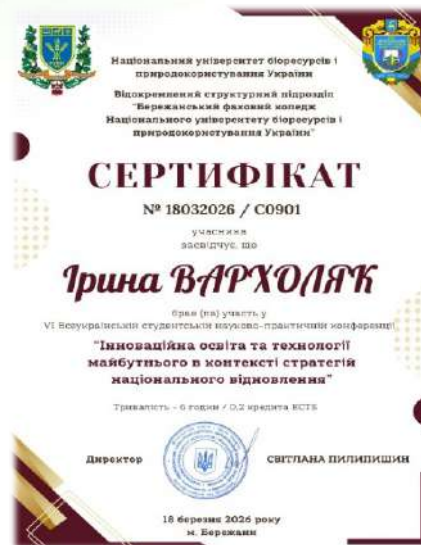 Національний університет біоресурсів і
природокористування України
Відокремлений структурний підрозділ
"Бережанський фаховий коледж
Національного університету біоресурсів і
природокористування України"
СЕРТИФІКАТ
№ 18032026 / С0901
учасника
засвідчує, що
Ірина ВАРХОЛЯК
брав (ла) участь у
VI Всеукраїнській студентській науково-практичній конференції
"Інноваційна освіта та технології
майбутнього в контексті стратегій
національного відновлення"
Тривалість - 6 годин / 0,2 кредита ЄКТС
Директор
СВІТЛАНА ПИЛИПИШИН
18 березня 2026 року
м. Бережани